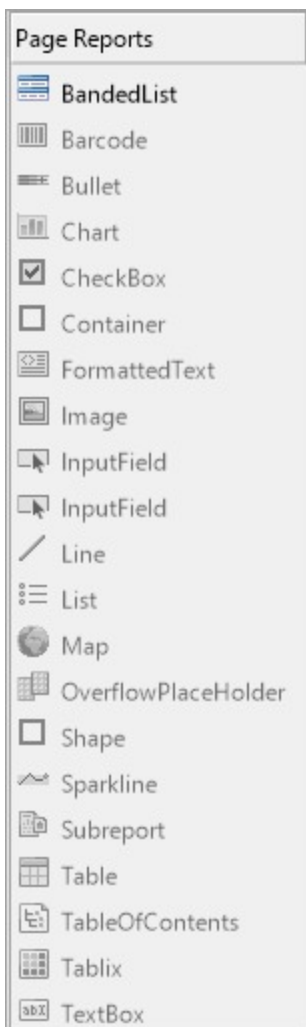 Page Reports
BandedList
Barcode
Bullet
Chart
CheckBox
Container
FormattedText
Image
InputField
InputField
Line
List
Map
OverflowPlaceHolder
Shape
Sparkline
Subreport
Table
TableOfContents
Tablix
abI TextBox